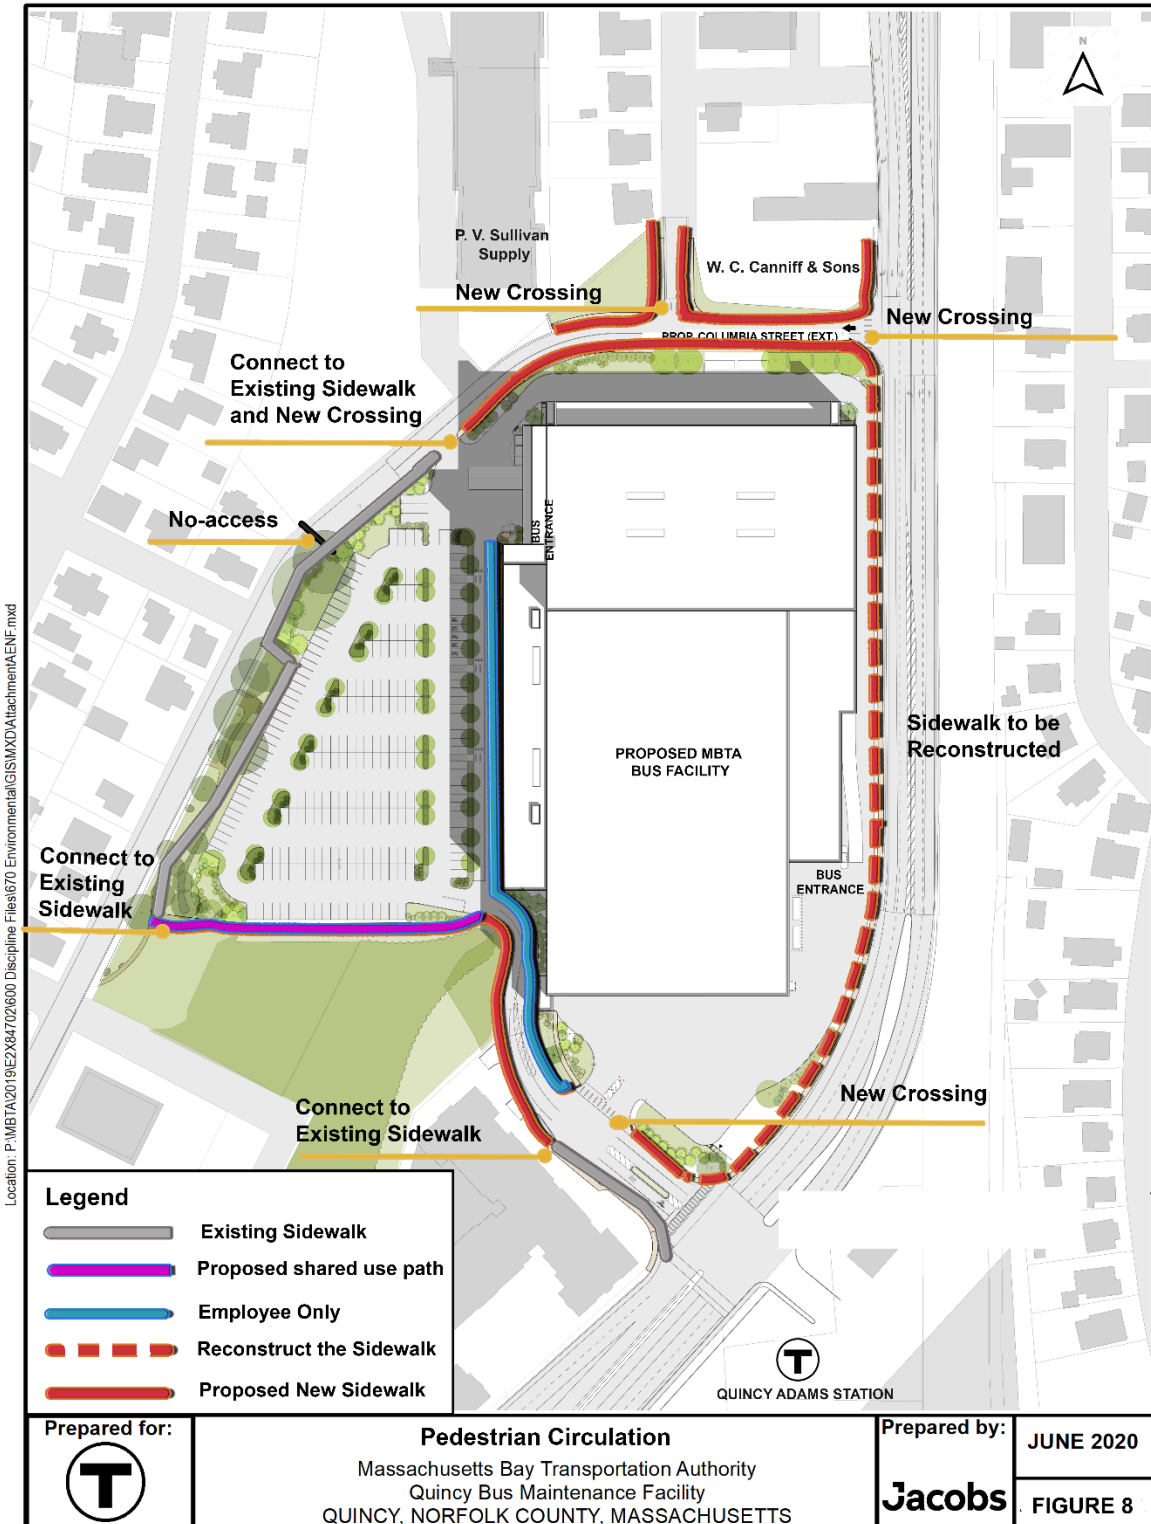 N
P. V. Sullivan
Supply
W. C. Canniff & Sons
New Crossing
New Crossing
PROP. COLUMBIA STREET (EXT.)
Connect to
Existing Sidewalk
and New Crossing
No-access
BUS
ENTRANCE
Sidewalk to be
Reconstructed
PROPOSED MBTA
BUS FACILITY
Connect to
Existing
Sidewalk
BUS
ENTRANCE
New Crossing
Connect to
Existing Sidewalk
Location: P:\MBTA\2019\E2X84702\600 Discipline Files\670 Environmental\GIS\MXD\AttachmentAENF.mxd
Legend
Existing Sidewalk
Proposed shared use path
Employee Only
Reconstruct the Sidewalk
Proposed New Sidewalk
T
QUINCY ADAMS STATION
Prepared for:
T
Pedestrian Circulation
Massachusetts Bay Transportation Authority
Quincy Bus Maintenance Facility
QUINCY, NORFOLK COUNTY, MASSACHUSETTS
Prepared by:
Jacobs
JUNE 2020
FIGURE 8